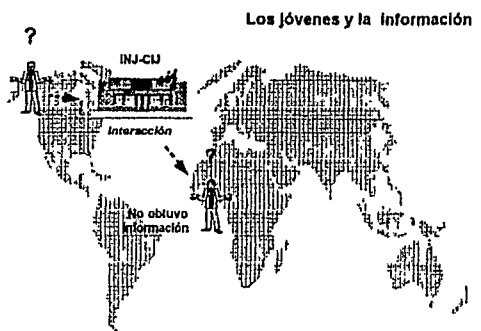 Los jóvenes y la información
?
INJ-CIJ
Interacción
?
No obtuvo
información